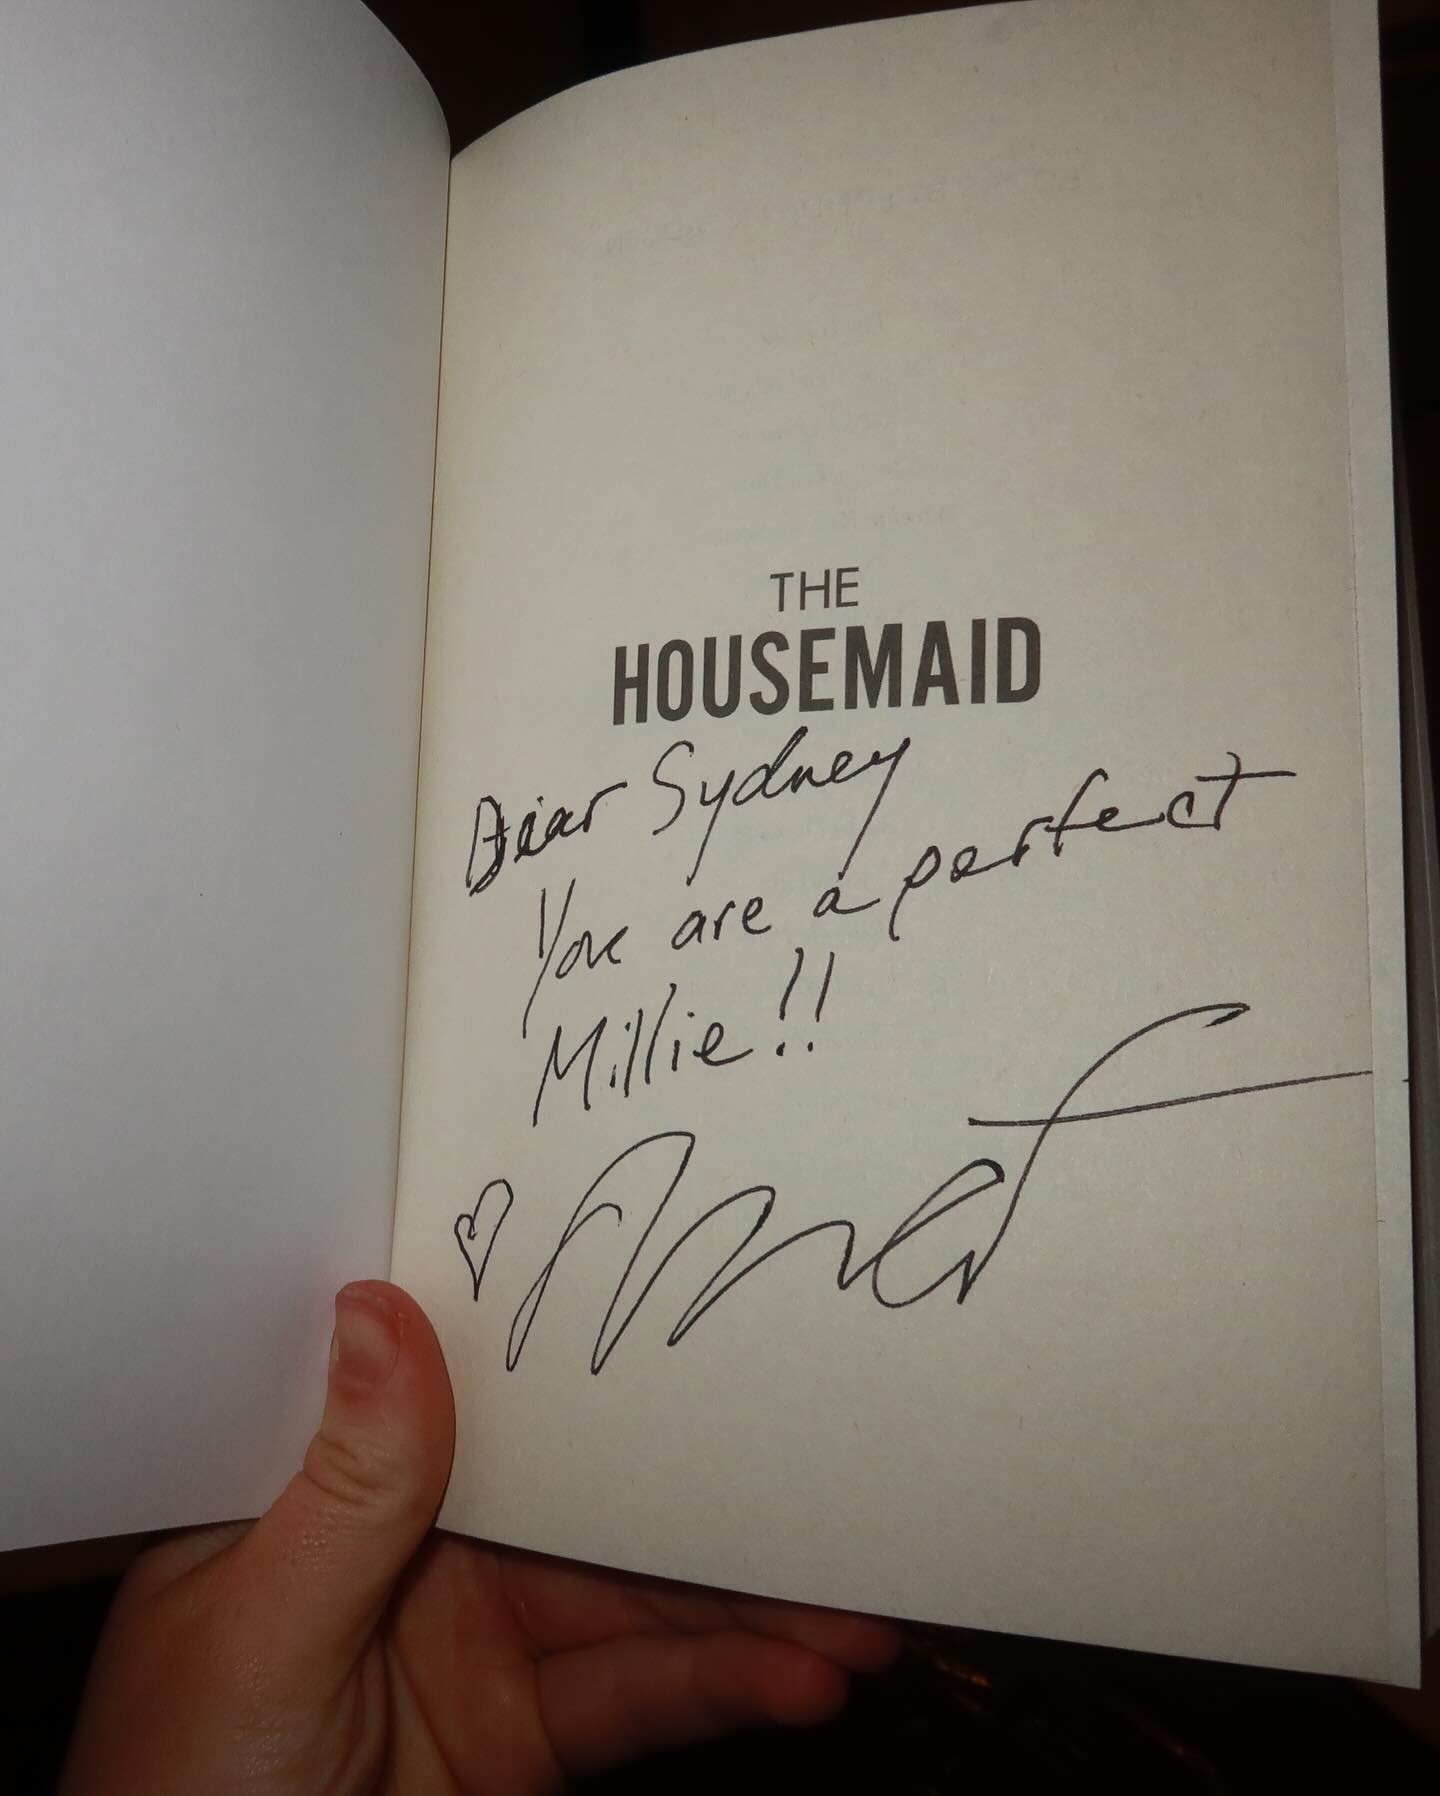 THE
HOUSEMAID
Dear Sydney
You are a perfect
Millie!!